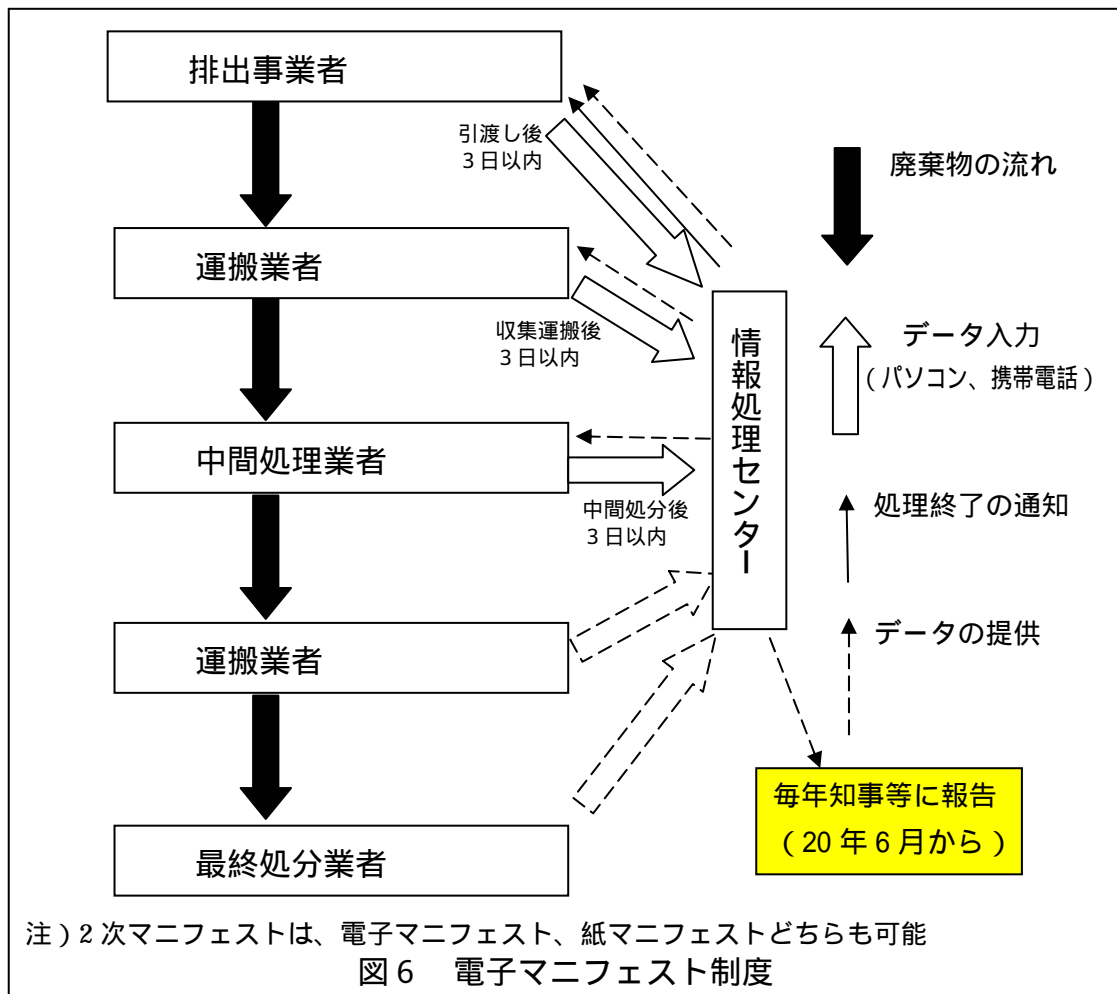 排出事業者
引渡し後
3日以内
廃棄物の流れ
運搬業者
収集運搬後
3日以内
情報処理センター
データ入力
(パソコン、携帯電話)
中間処理業者
中間処分後
3日以内
処理終了の通知
運搬業者
データの提供
毎年知事等に報告
(20年6月から)
最終処分業者
注)2次マニフェストは、電子マニフェスト、紙マニフェストどちらも可能
図6 電子マニフェスト制度